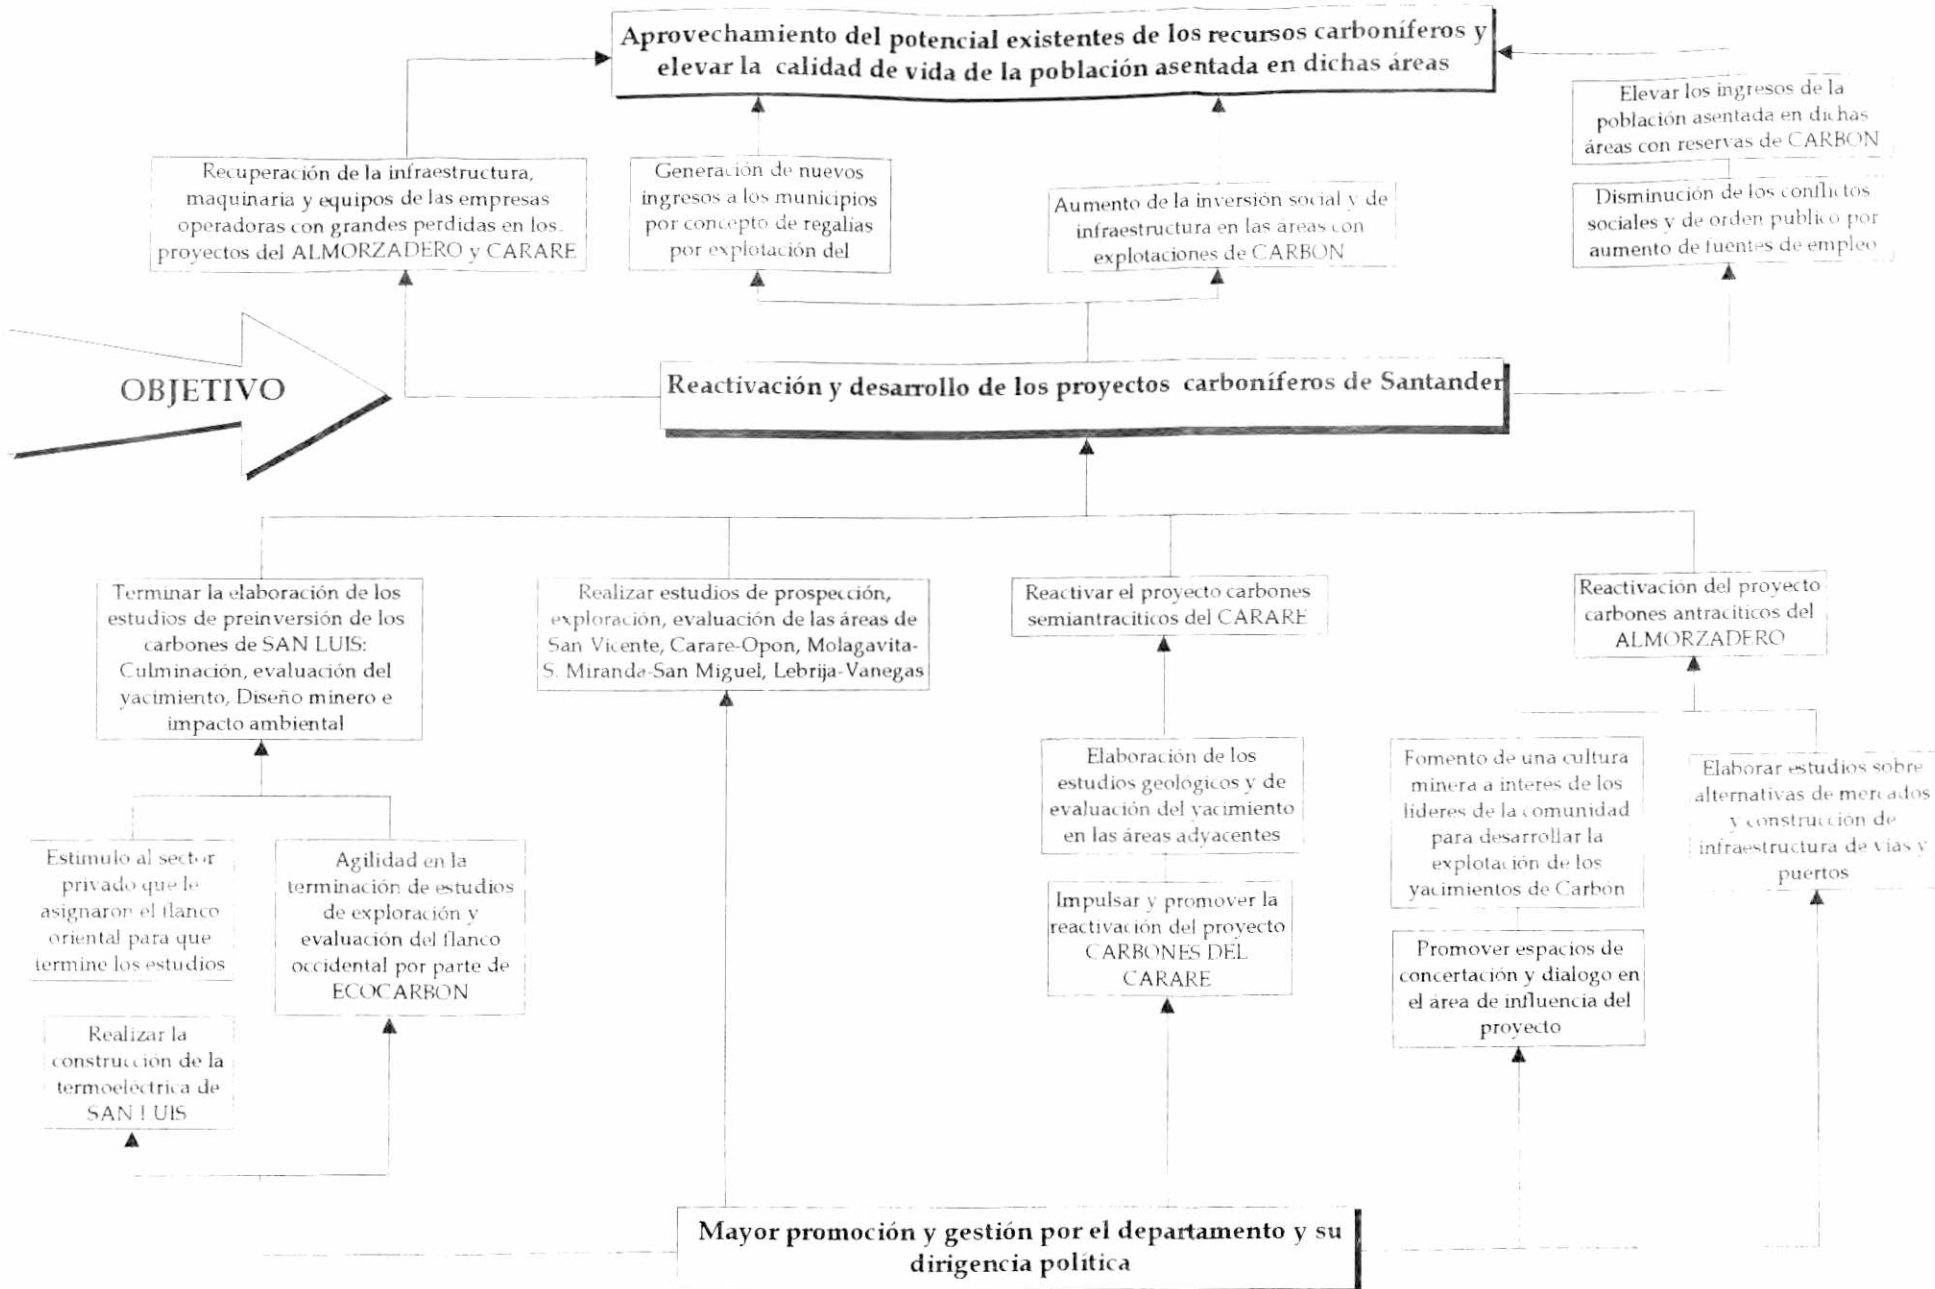 Aprovechamiento del potencial existentes de los recursos carboníferos y
elevar la calidad de vida de la población asentada en dichas áreas
Recuperación de la infraestructura,
maquinaria y equipos de las empresas
operadoras con grandes perdidas en los.
proyectos del ALMORZADERO y CARARE
Generación de nuevos
ingresos a los municipios
por concepto de regalías
por explotación del
Aumento de la inversión social y de
infraestructura en las áreas con
explotaciones de CARBON
Elevar los ingresos de la
población asentada en dichas
áreas con reservas de CARBON
Disminución de los conflictos
sociales y de orden publico por
aumento de fuentes de empleo
OBJETIVO
Reactivación y desarrollo de los proyectos carboníferos de Santander
Terminar la elaboración de los
estudios de preinversión de los
carbones de SAN LUIS:
Culminación, evaluación del
yacimiento, Diseño minero e
impacto ambiental
Realizar estudios de prospección,
exploración, evaluación de las áreas de
San Vicente, Carare-Opon, Molagavita-
S. Miranda-San Miguel, Lebrija-Vanegas
Reactivar el proyecto carbones
semiantraciticos del CARARE
Reactivación del proyecto
carbones antraciticos del
ALMORZADERO
Estimulo al sector
privado que le
asignaron el flanco
oriental para que
termine los estudios
Agilidad en la
terminación de estudios
de exploración y
evaluación del flanco
occidental por parte de
ECOCARBON
Elaboración de los
estudios geológicos y de
evaluación del yacimiento
en las áreas adyacentes
Fomento de una cultura
minera a interes de los
líderes de la comunidad
para desarrollar la
explotación de los
yacimientos de Carbón
Elaborar estudios sobre
alternativas de mercados
y construcción de
infraestructura de vías y
puertos
Impulsar y promover la
reactivación del proyecto
CARBONES DEL
CARARE
Promover espacios de
concertación y dialogo en
el área de influencia del
proyecto
Realizar la
construcción de la
termoeléctrica de
SAN LUIS
Mayor promoción y gestión por el departamento y su
dirigencia política